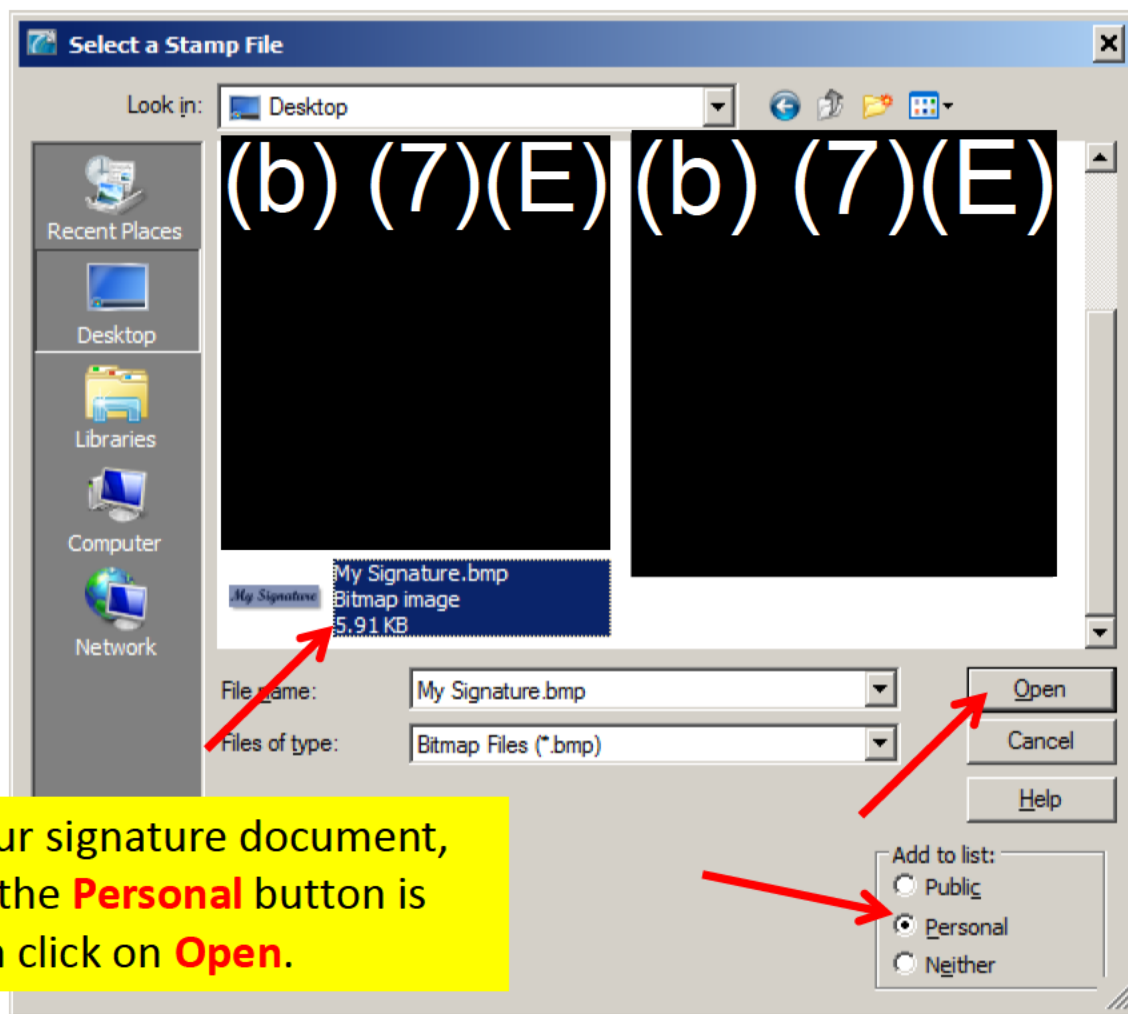 Select a Stamp File
Look in: Desktop
(b) (7)(E) (b) (7)(E)
Recent Places
Desktop
Libraries
Computer
Network
My Signature
My Signature.bmp
Bitmap image
5.91 KB
File name: My Signature.bmp Open
Files of type: Bitmap Files (*.bmp) Cancel
Help
ur signature document,
the Personal button is
click on Open.
Add to list:
Public
Personal
Neither